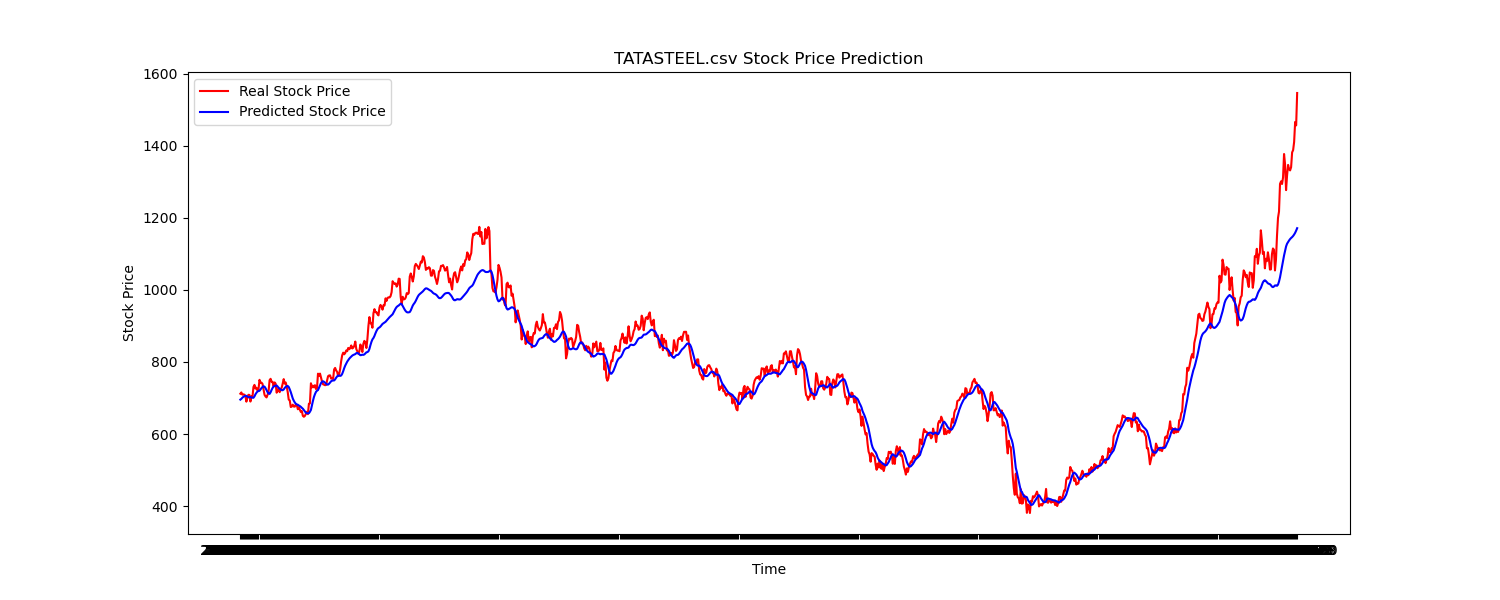 TATASTEEL.csv Stock Price Prediction
Real Stock Price
Predicted Stock Price
1600
1400
1200
1000
800
600
400
Stock Price
Time